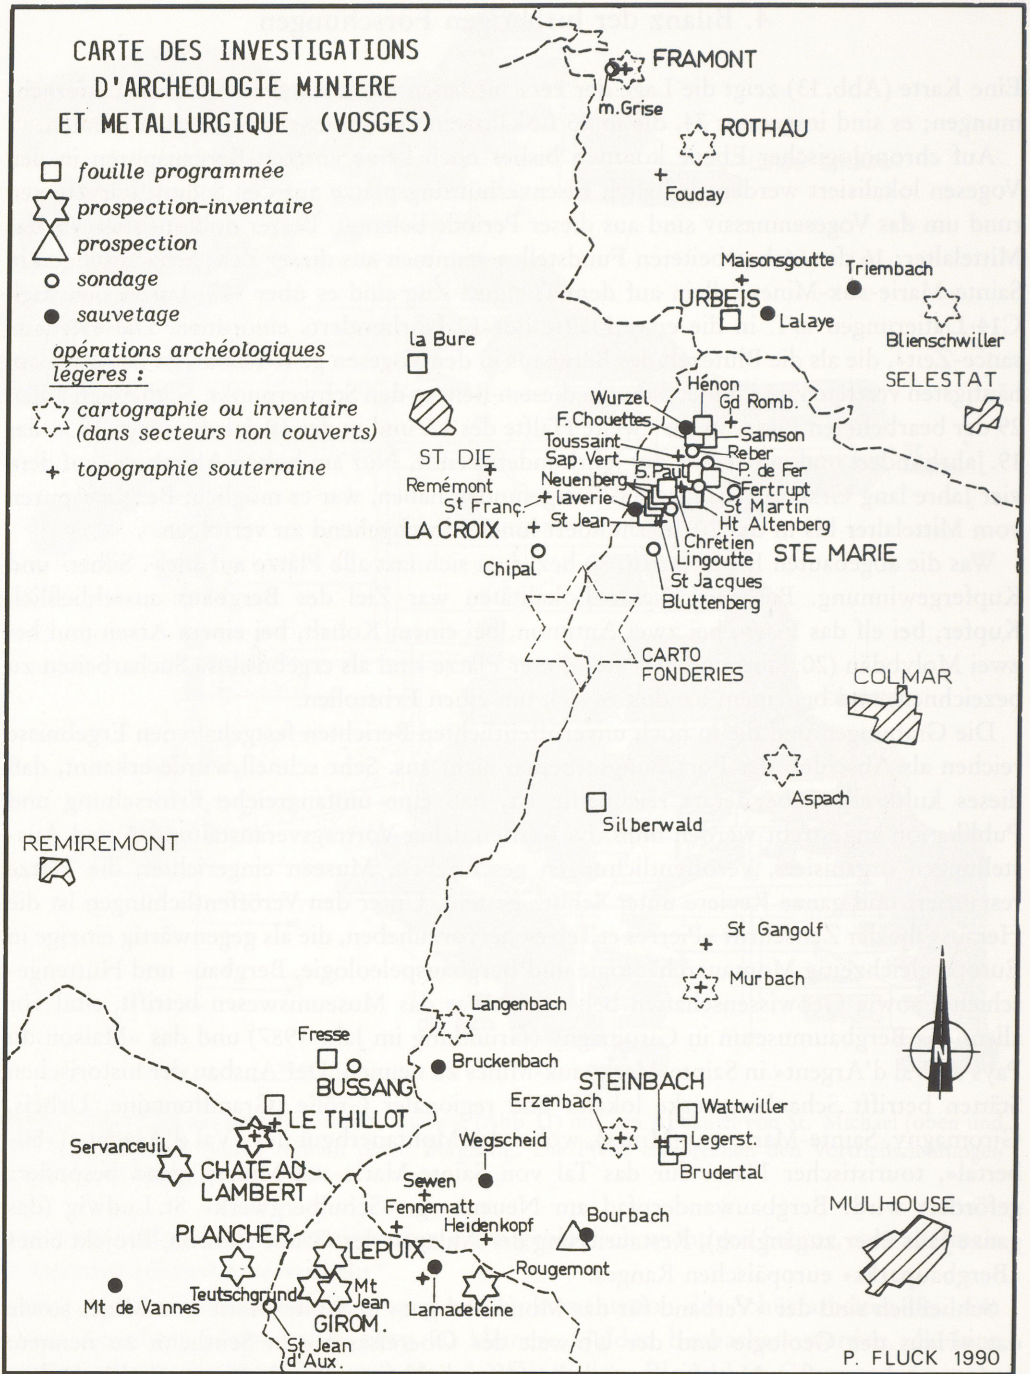 CARTE DES INVESTIGATIONS
D'ARCHEOLOGIE MINIERE
ET METALLURGIQUE (VOSGES)
fouille programmée
prospection-inventaire
prospection
sondage
sauvetage
opérations archéologiques
légères :
cartographie ou inventaire
(dans secteurs non couverts)
topographie souterraine
FRAMONT
m.Grise
ROTHAU
Fouday
Maisonsgoutte
Triembach
URBEIS
Lalaye
Blienschwiller
la Bure
SELESTAT
Hénon
Wurzel
Gd Romb.
F. Chouettes
Samson
Toussaint
Reber
Sap. Vert
S. Paul
P. de Fer
ST DIE
Neuenberg
Fertrupt
Remémont
laverie
St Martin
St Franç.
St Jean
Ht Altenberg
LA CROIX
Chrétien
STE MARIE
Lingoutte
Chipal
St Jacques
Bluttenberg
CARTO
FONDERIES
COLMAR
Aspach
Silberwald
REMIREMONT
St Gangolf
Murbach
Langenbach
Fresse
Bruckenbach
N
BUSSANG
STEINBACH
LE THILLOT
Erzenbach
Wattwiller
Servanceuil
Wegscheid
Legerst.
CHATEAU
LAMBERT
Brudertal
Sewen
MULHOUSE
Fennematt
PLANCHER
Heidenkopf
Bourbach
LEPUIX
Rougemont
Teutschgrund
Mt
Jean
Mt de Vannes
Lamadeleine
GIROM.
St Jean
d'Aux.
P. FLUCK 1990